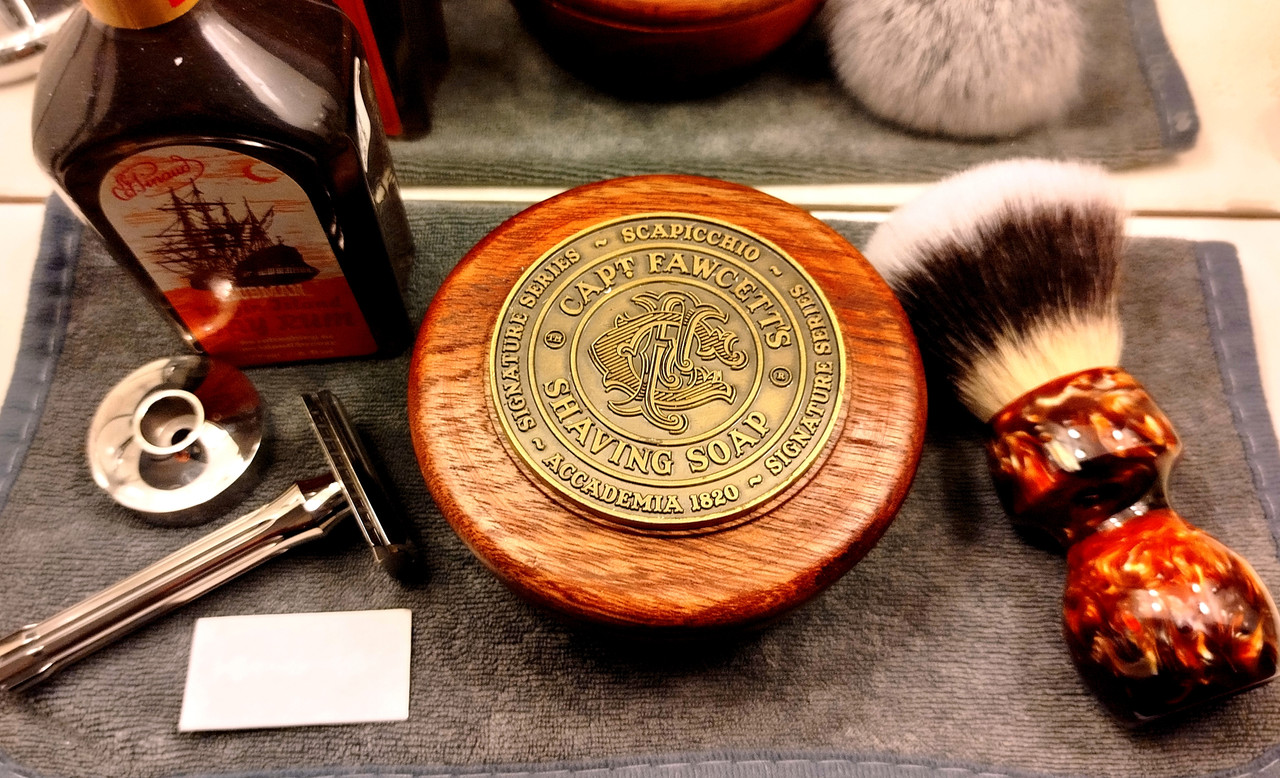 Pinaud
SIGNATURE SERIES ~ SCAPICCHIO ~ SIGNATURE SERIES ~ ACCADEMIA 1820 ~
CAPT FAWCETT'S
SHAVING SOAP
®
®